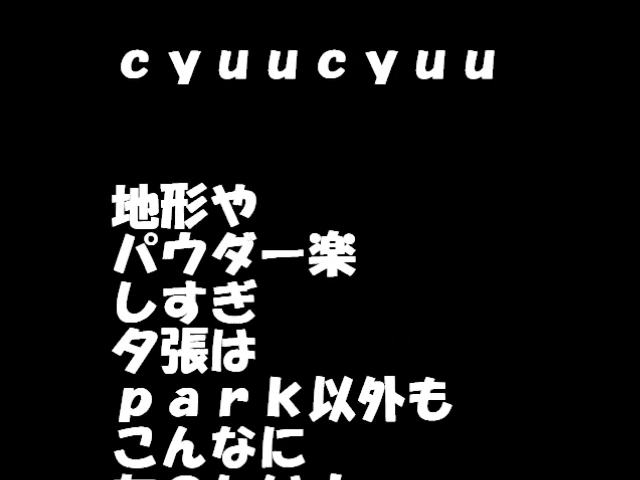 ｃｙｕｕｃｙｕｕ
地形や
パウダー楽
しすぎ
夕張は
ｐａｒｋ以外も
こんなに